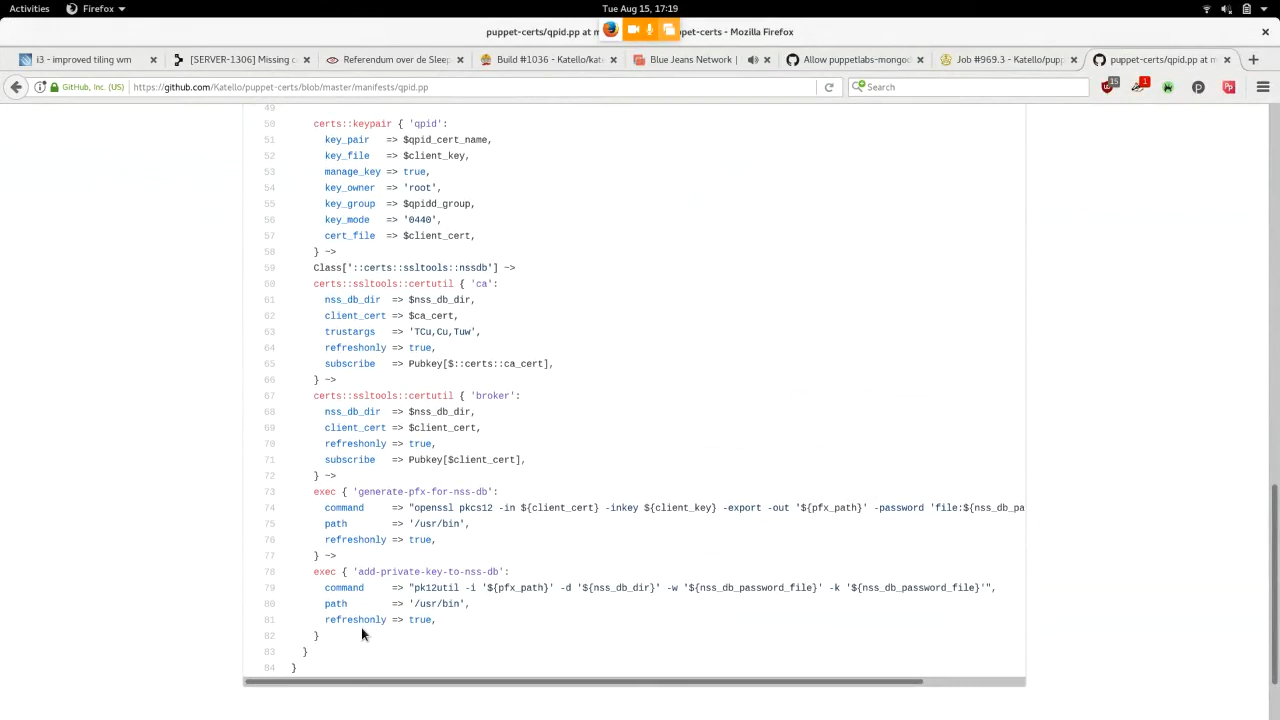 Activities Firefox Tue Aug 15, 17:19
puppet-certs/qpid.pp at m ppet-certs - Mozilla Firefox
i3 - improved tiling wm [SERVER-1306] Missing c Referendum over de Sleep Build #1036 - Katello/kat Blue Jeans Network | Allow puppetlabs-mongo Job #969.3 - Katello/pup puppet-certs/qpid.pp at m
GitHub, Inc. (US) https://github.com/Katello/puppet-certs/blob/master/manifests/qpid.pp Search 15 1
49
50 certs::keypair { 'qpid':
51 key_pair => $qpid_cert_name,
52 key_file => $client_key,
53 manage_key => true,
54 key_owner => 'root',
55 key_group => $qpidd_group,
56 key_mode => '0440',
57 cert_file => $client_cert,
58 } ~>
59 Class['::certs::ssltools::nssdb'] ~>
60 certs::ssltools::certutil { 'ca':
61 nss_db_dir => $nss_db_dir,
62 client_cert => $ca_cert,
63 trustargs => 'TCu,Cu,Tuw',
64 refreshonly => true,
65 subscribe => Pubkey[$::certs::ca_cert],
66 } ~>
67 certs::ssltools::certutil { 'broker':
68 nss_db_dir => $nss_db_dir,
69 client_cert => $client_cert,
70 refreshonly => true,
71 subscribe => Pubkey[$client_cert],
72 } ~>
73 exec { 'generate-pfx-for-nss-db':
74 command => "openssl pkcs12 -in ${client_cert} -inkey ${client_key} -export -out '${pfx_path}' -password 'file:${nss_db_pa
75 path => '/usr/bin',
76 refreshonly => true,
77 } ~>
78 exec { 'add-private-key-to-nss-db':
79 command => "pk12util -i '${pfx_path}' -d '${nss_db_dir}' -w '${nss_db_password_file}' -k '${nss_db_password_file}'",
80 path => '/usr/bin',
81 refreshonly => true,
82 }
83 }
84 }